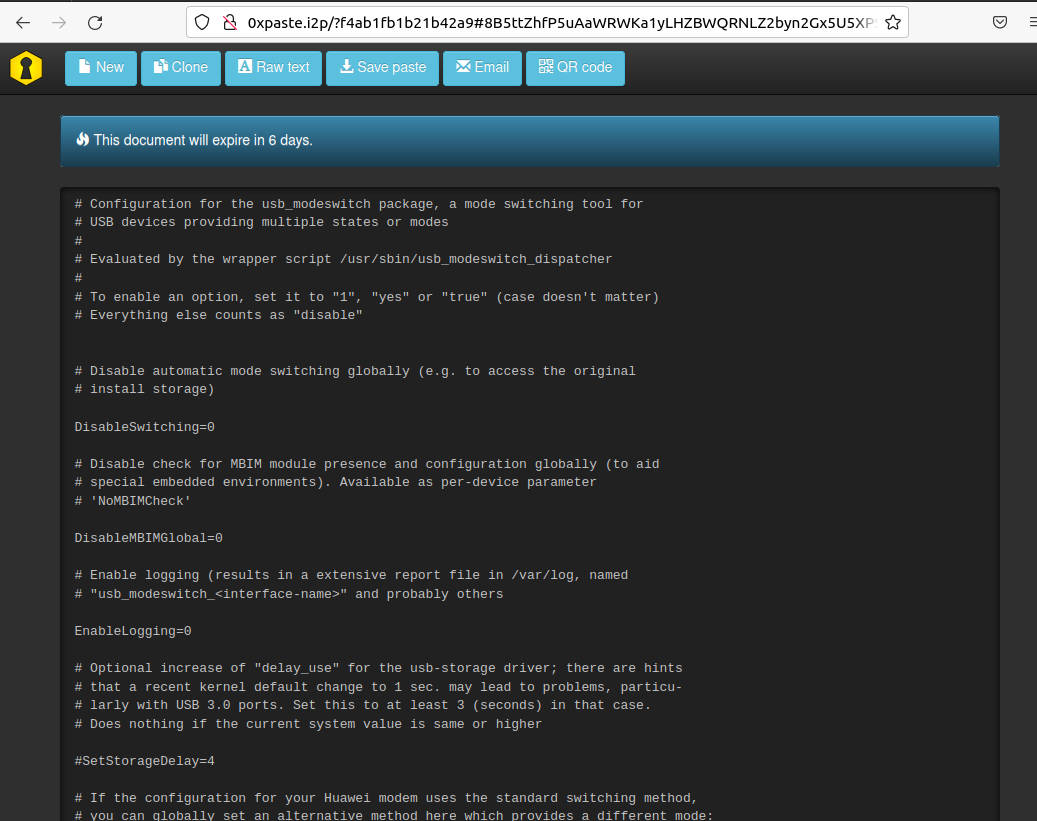 0xpaste.i2p/?f4ab1fb1b21b42a9#8B5ttZhfP5uAaWRWKa1yLHZBWQRNLZ2byn2Gx5U5XP
New Clone Raw text Save paste Email QR code
This document will expire in 6 days.
# Configuration for the usb_modeswitch package, a mode switching tool for
# USB devices providing multiple states or modes
#
# Evaluated by the wrapper script /usr/sbin/usb_modeswitch_dispatcher
#
# To enable an option, set it to "1", "yes" or "true" (case doesn't matter)
# Everything else counts as "disable"
# Disable automatic mode switching globally (e.g. to access the original
# install storage)
DisableSwitching=0
# Disable check for MBIM module presence and configuration globally (to aid
# special embedded environments). Available as per-device parameter
# 'NoMBIMCheck'
DisableMBIMGlobal=0
# Enable logging (results in a extensive report file in /var/log, named
# "usb_modeswitch_<interface-name>" and probably others
EnableLogging=0
# Optional increase of "delay_use" for the usb-storage driver; there are hints
# that a recent kernel default change to 1 sec. may lead to problems, particu-
# larly with USB 3.0 ports. Set this to at least 3 (seconds) in that case.
# Does nothing if the current system value is same or higher
#SetStorageDelay=4
# If the configuration for your Huawei modem uses the standard switching method,
# you can globally set an alternative method here which provides a different mode: